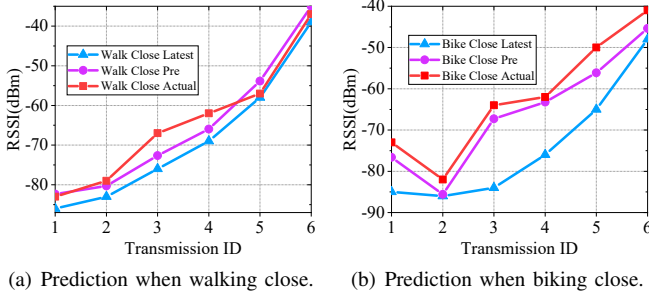 -40
-50
-60
-70
-80
RSSI(dBm)
Walk Close Latest
Walk Close Pre
Walk Close Actual
1 2 3 4 5 6
Transmission ID
(a) Prediction when walking close.
-40
-50
-60
-70
-80
-90
RSSI(dBm)
Bike Close Latest
Bike Close Pre
Bike Close Actual
1 2 3 4 5 6
Transmission ID
(b) Prediction when biking close.